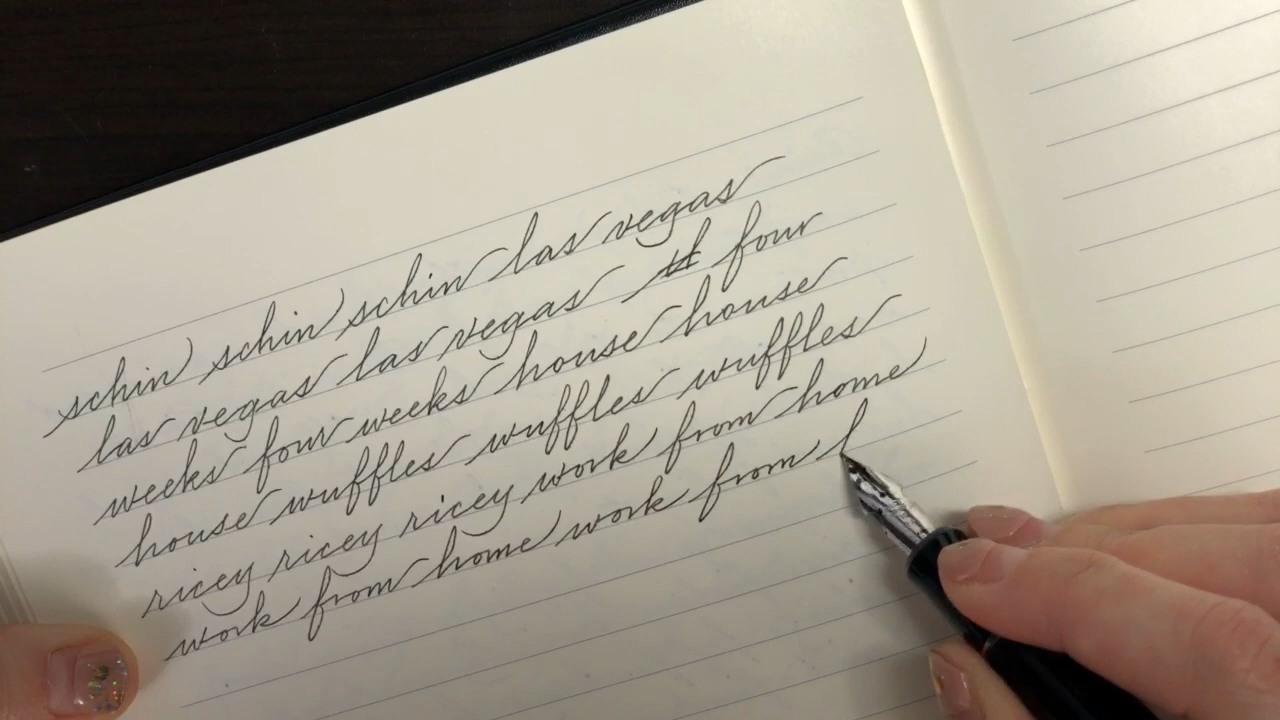 schin schin schin las vegas
las vegas las vegas four
weeks four weeks house house
house wuffles wuffles wuffles
ricey ricey ricey work from home
work from home work from